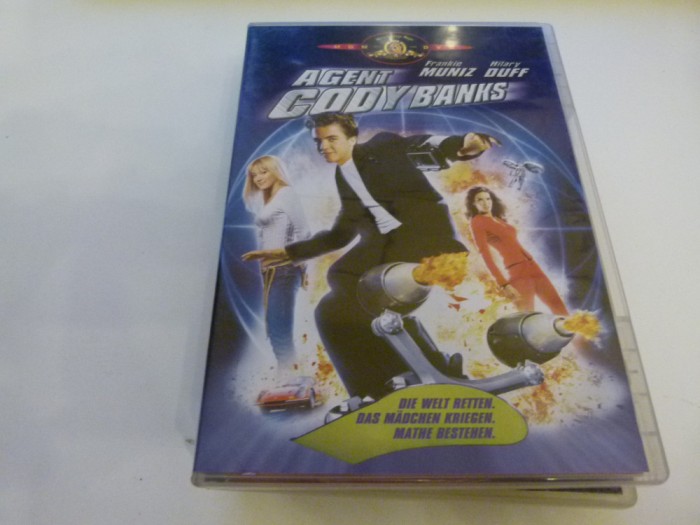 Frankie Hilary
MUNIZ DUFF
AGENT
CODY BANKS
DIE WELT RETTEN.
DAS MÄDCHEN KRIEGEN.
MATHE BESTEHEN.